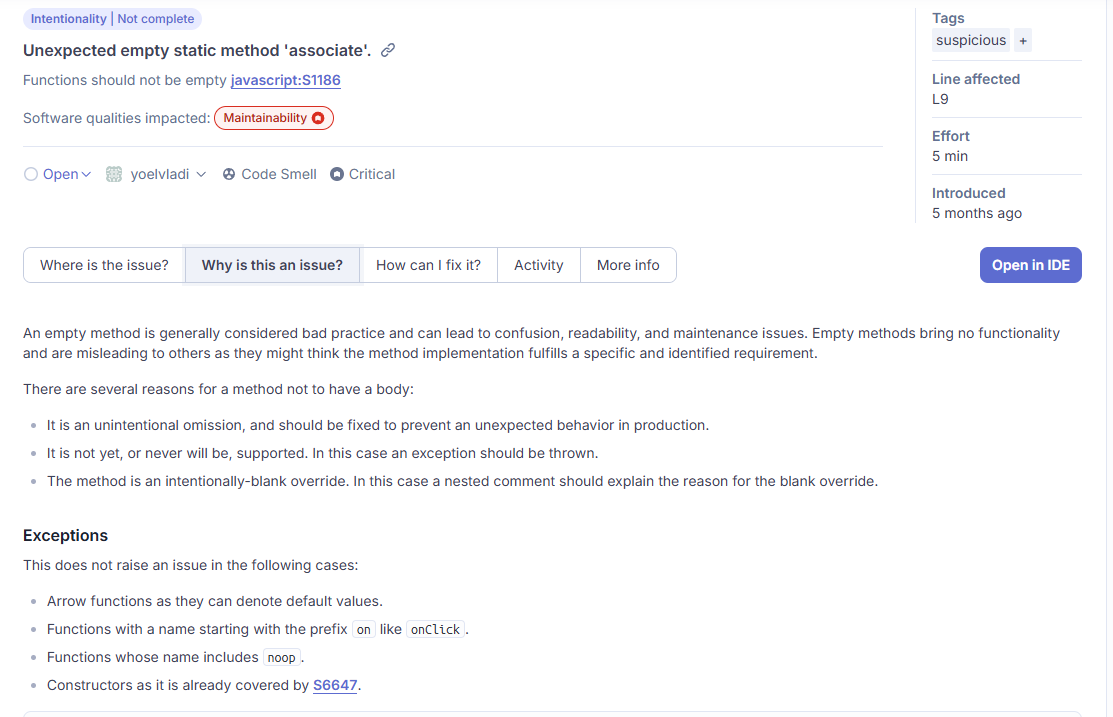 Intentionality | Not complete
Unexpected empty static method 'associate'.
Functions should not be empty javascript:S1186
Software qualities impacted: Maintainability
Open yoelvladi Code Smell Critical
Tags
suspicious +
Line affected
L9
Effort
5 min
Introduced
5 months ago
Where is the issue? Why is this an issue? How can I fix it? Activity More info
Open in IDE
An empty method is generally considered bad practice and can lead to confusion, readability, and maintenance issues. Empty methods bring no functionality
and are misleading to others as they might think the method implementation fulfills a specific and identified requirement.
There are several reasons for a method not to have a body:
It is an unintentional omission, and should be fixed to prevent an unexpected behavior in production.
It is not yet, or never will be, supported. In this case an exception should be thrown.
The method is an intentionally-blank override. In this case a nested comment should explain the reason for the blank override.
Exceptions
This does not raise an issue in the following cases:
Arrow functions as they can denote default values.
Functions with a name starting with the prefix on like onClick.
Functions whose name includes noop.
Constructors as it is already covered by S6647.